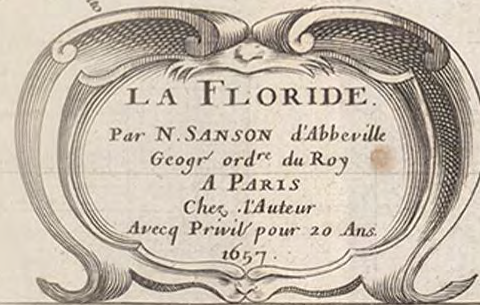 LA FLORIDE.
Par N. SANSON d'Abbeville
Geogr ordre du Roy
A PARIS
Chez l'Auteur
Avecq Privil pour 20 Ans.
1657.